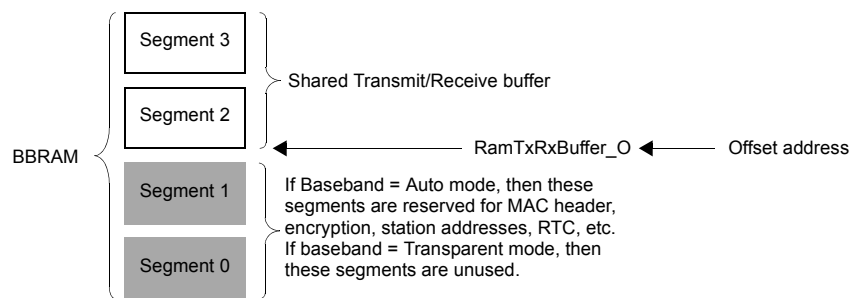 Segment 3
Shared Transmit/Receive buffer
Segment 2
BBRAM
RamTxRxBuffer_O
Offset address
Segment 1
If Baseband = Auto mode, then these
segments are reserved for MAC header,
encryption, station addresses, RTC, etc.
If baseband = Transparent mode, then
these segments are unused.
Segment 0